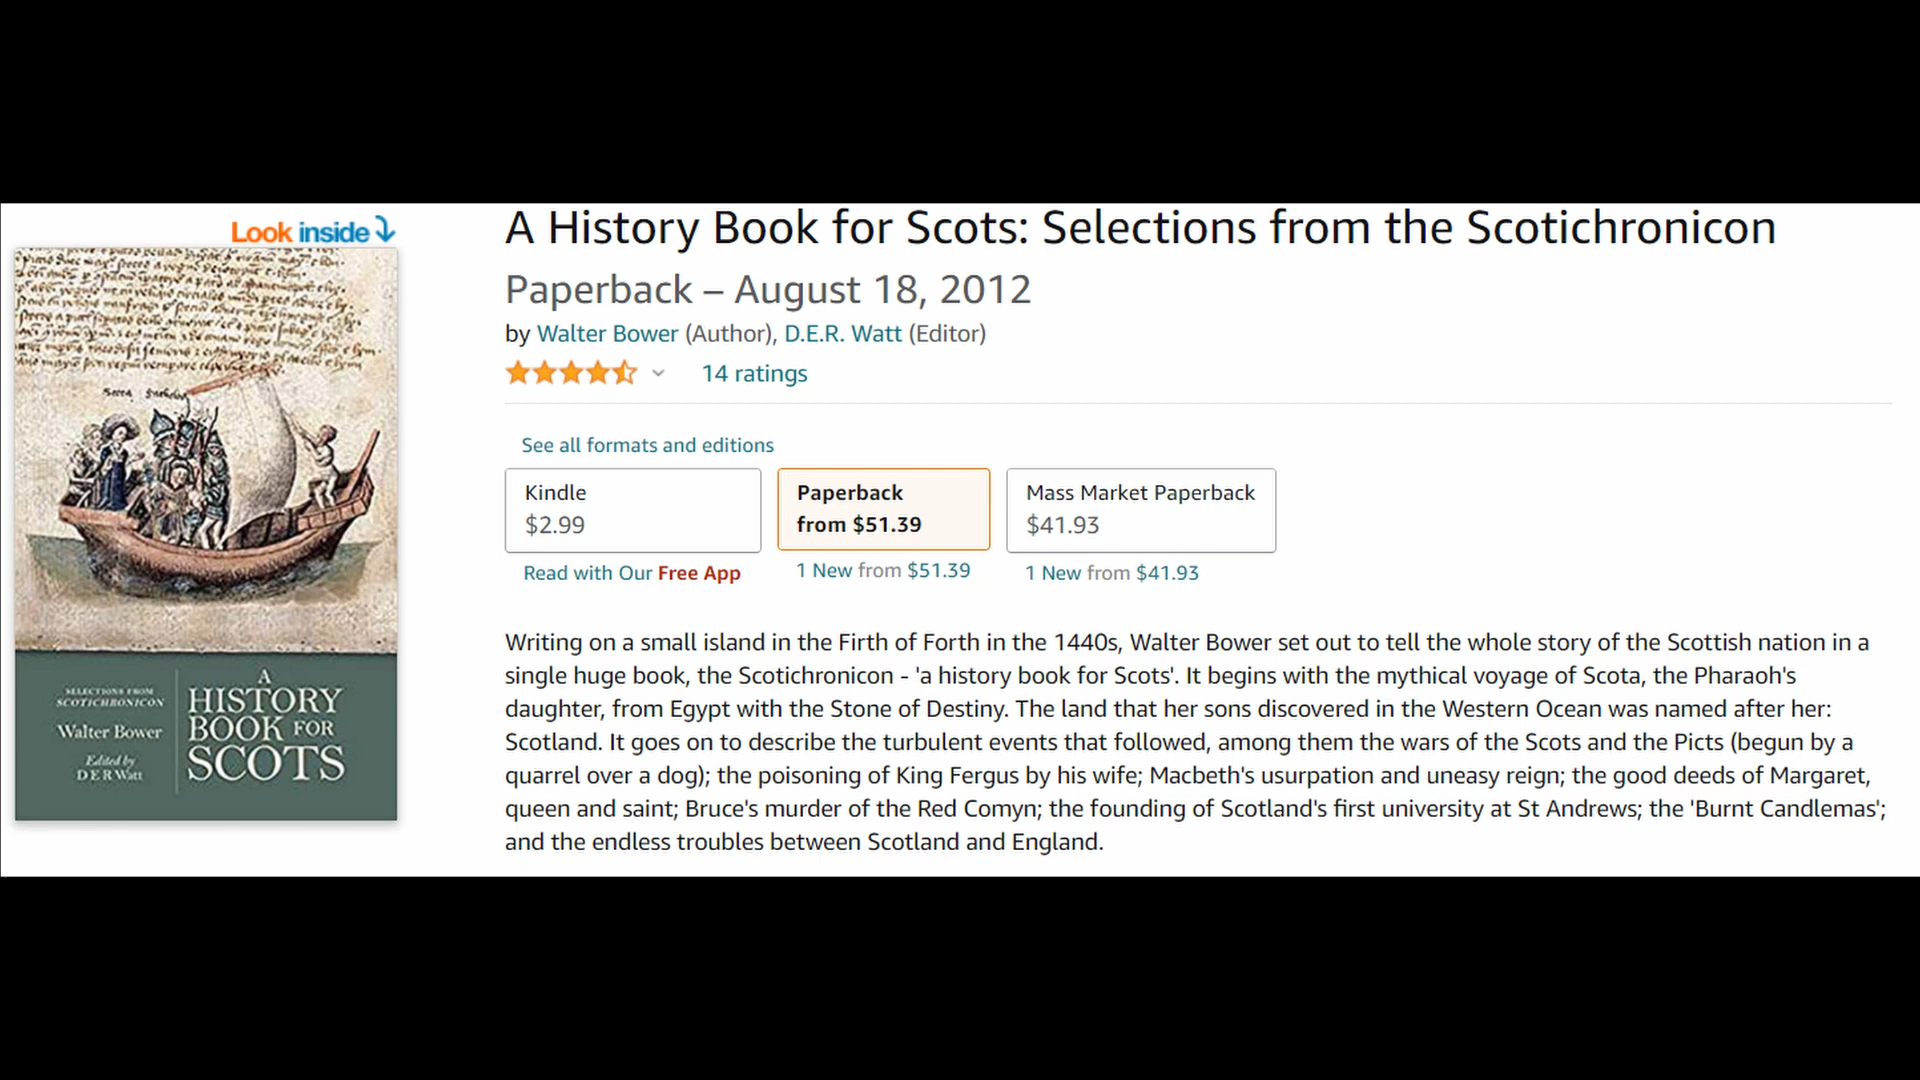 Look inside
A History Book for Scots: Selections from the Scotichronicon
Paperback – August 18, 2012
by Walter Bower (Author), D.E.R. Watt (Editor)
14 ratings
See all formats and editions
Kindle
$2.99
Paperback
from $51.39
Mass Market Paperback
$41.93
Read with Our Free App
1 New from $51.39
1 New from $41.93
Writing on a small island in the Firth of Forth in the 1440s, Walter Bower set out to tell the whole story of the Scottish nation in a
single huge book, the Scotichronicon - 'a history book for Scots'. It begins with the mythical voyage of Scota, the Pharaoh's
daughter, from Egypt with the Stone of Destiny. The land that her sons discovered in the Western Ocean was named after her:
Scotland. It goes on to describe the turbulent events that followed, among them the wars of the Scots and the Picts (begun by a
quarrel over a dog); the poisoning of King Fergus by his wife; Macbeth's usurpation and uneasy reign; the good deeds of Margaret,
queen and saint; Bruce's murder of the Red Comyn; the founding of Scotland's first university at St Andrews; the 'Burnt Candlemas';
and the endless troubles between Scotland and England.
SELECTIONS FROM
SCOTICHRONICON
Walter Bower
Edited by
D E R Watt
A
HISTORY
BOOK FOR
SCOTS